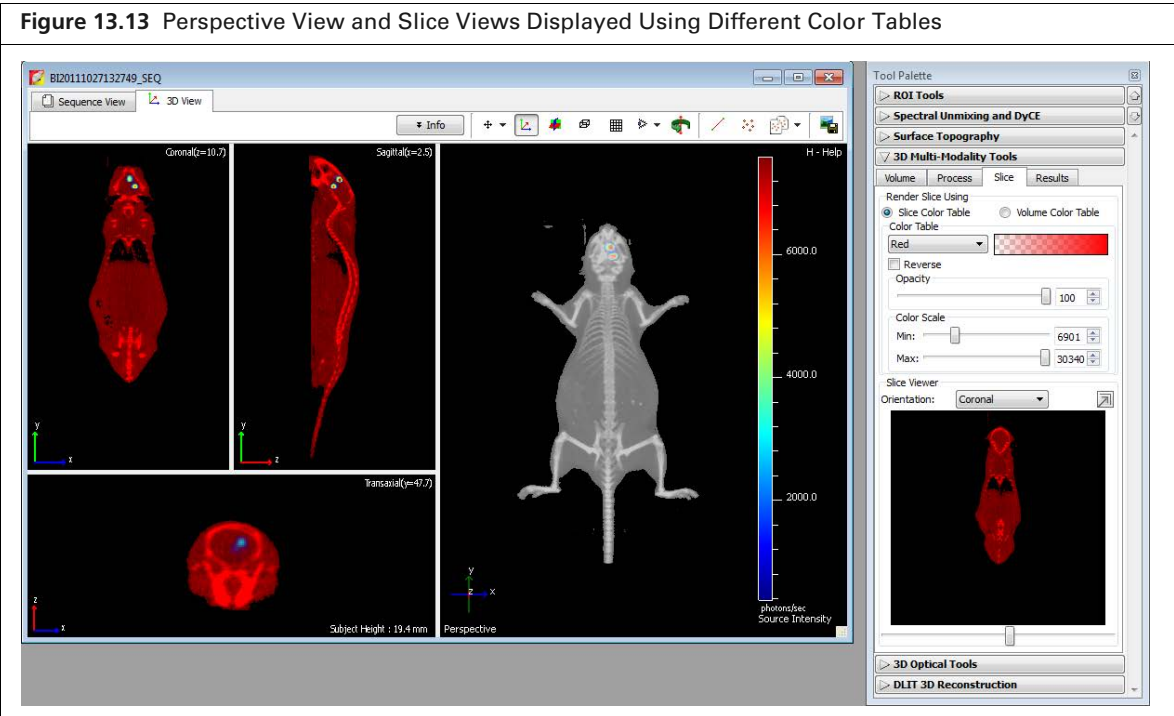 Figure 13.13 Perspective View and Slice Views Displayed Using Different Color Tables
BI20111027132749_SEQ
Sequence View
3D View
Info
Coronal(z=10.7)
y
x
Sagittal(x=2.5)
y
z
Transaxial(y=47.7)
z
x
Subject Height : 19.4 mm
H - Help
6000.0
4000.0
2000.0
photons/sec
Source Intensity
y
z
x
Perspective
Tool Palette
ROI Tools
Spectral Unmixing and DyCE
Surface Topography
3D Multi-Modality Tools
Volume Process Slice Results
Render Slice Using
Slice Color Table Volume Color Table
Color Table
Red
Reverse
Opacity
100
Color Scale
Min: 6901
Max: 30340
Slice Viewer
Orientation: Coronal
3D Optical Tools
DLIT 3D Reconstruction